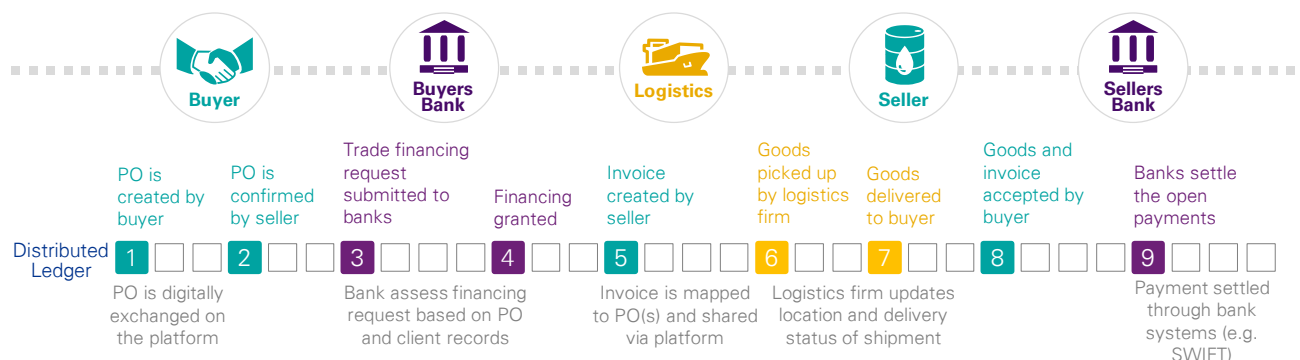 Buyer
Buyers
Bank
Logistics
Seller
Sellers
Bank
PO is
created by
buyer
PO is
confirmed
by seller
Trade financing
request
submitted to
banks
Financing
granted
Invoice
created by
seller
Goods
picked up
by logistics
firm
Goods
delivered
to buyer
Goods and
invoice
accepted by
buyer
Banks settle
the open
payments
Distributed
Ledger
1
2
3
4
5
6
7
8
9
PO is digitally
exchanged on
the platform
Bank assess financing
request based on PO
and client records
Invoice is mapped
to PO(s) and shared
via platform
Logistics firm updates
location and delivery
status of shipment
Payment settled
through bank
systems (e.g.
SWIFT)